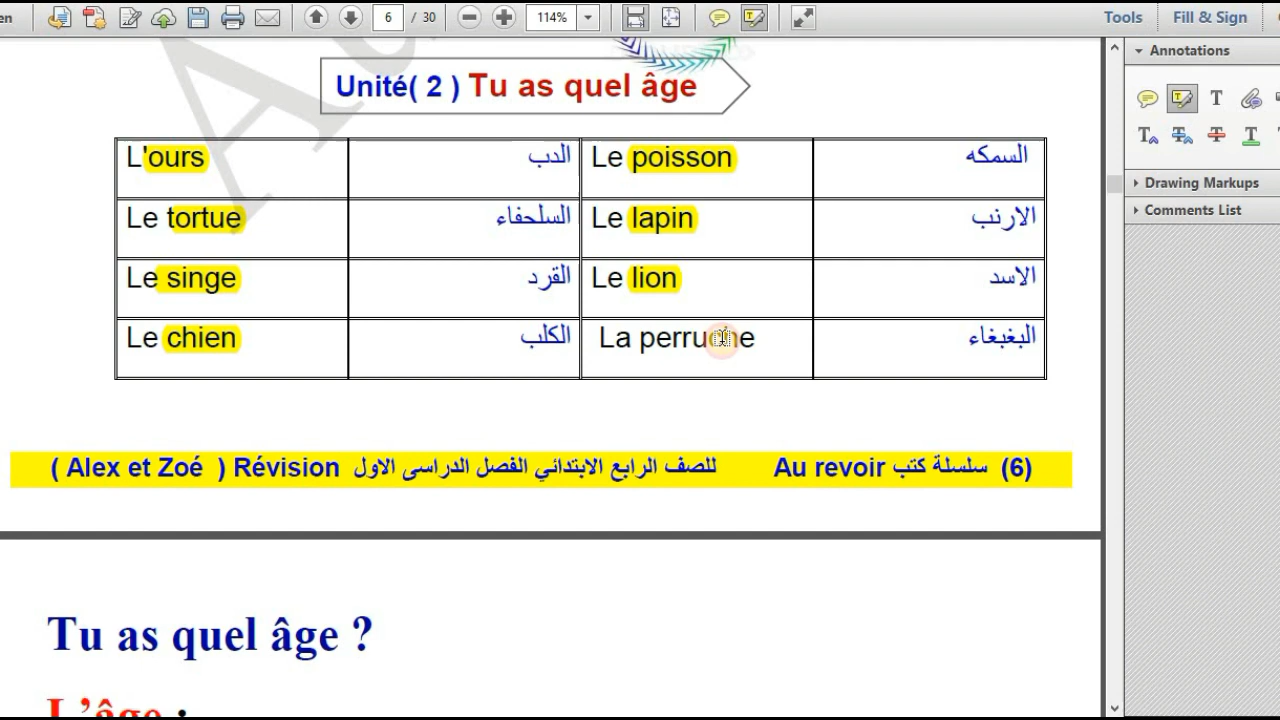 en
6 / 30
114%
Tools
Fill & Sign
Annotations
Drawing Markups
Comments List
Unité( 2 ) Tu as quel âge
L'ours الدب Le poisson السمكه
Le tortue السلحفاء Le lapin الارنب
Le singe القرد Le lion الاسد
Le chien الكلب La perruche البغبغاء
( Alex et Zoé ) Révision للصف الرابع الابتدائي الفصل الدراسى الاول Au revoir سلسلة كتب (6)
Tu as quel âge ?
L’âge :